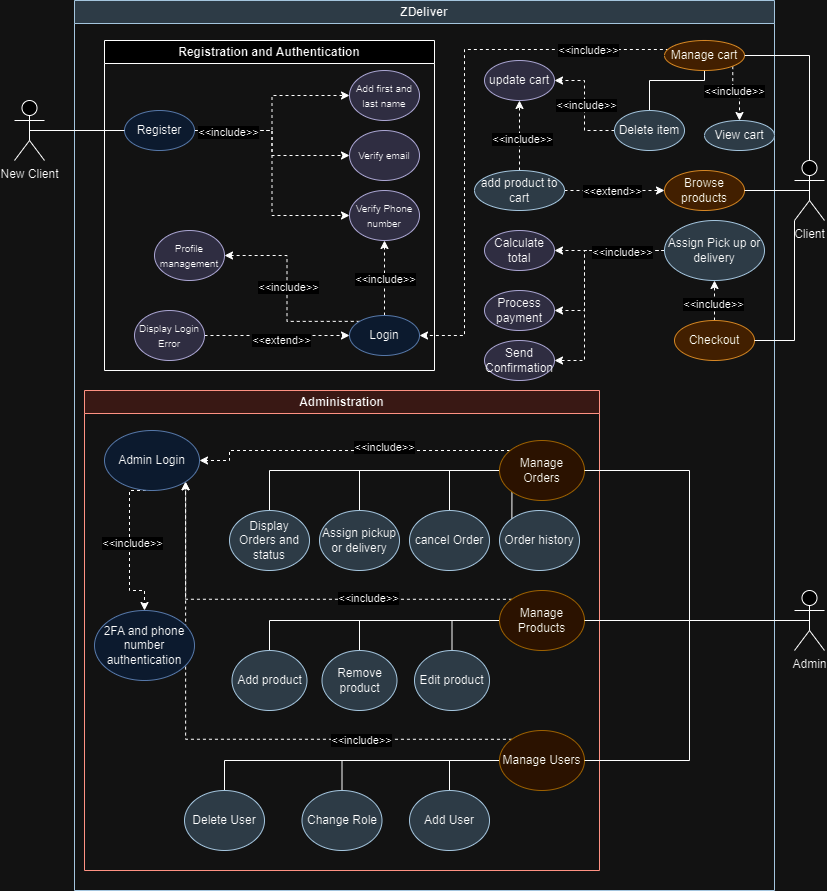 ZDeliver
Registration and Authentication
<<include>>
Manage cart
update cart
Add first and
last name
<<include>>
<<include>>
New Client
Register
<<include>>
Delete item
View cart
<<include>>
Verify email
add product to
cart
<<extend>>
Browse
products
Client
Verify Phone
number
Profile
management
Calculate
total
<<include>>
Assign Pick up or
delivery
<<include>>
<<include>>
Process
payment
<<include>>
Display Login
Error
<<extend>>
Login
Checkout
Send
Confirmation
Administration
Admin Login
<<include>>
Manage
Orders
Display
Orders and
status
Assign pickup
or delivery
cancel Order
Order history
<<include>>
<<include>>
Manage
Products
2FA and phone
number
authentication
Admin
Add product
Remove
product
Edit product
<<include>>
Manage Users
Delete User
Change Role
Add User